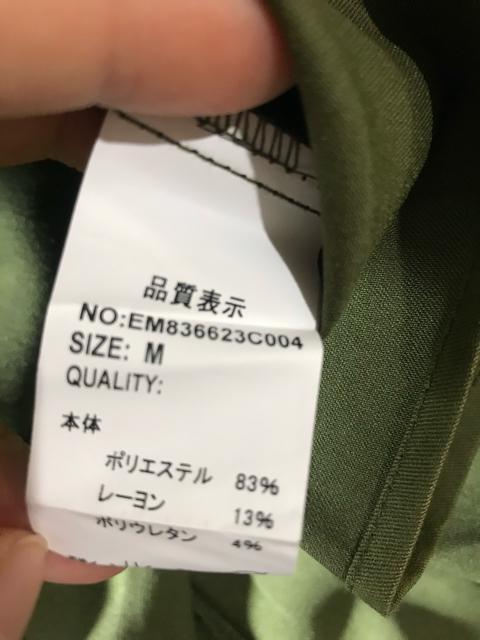 品質表示
NO:EM836623C004
SIZE: M
QUALITY:
本体
ポリエステル 83%
レーヨン 13%
ポリウレタン 4%